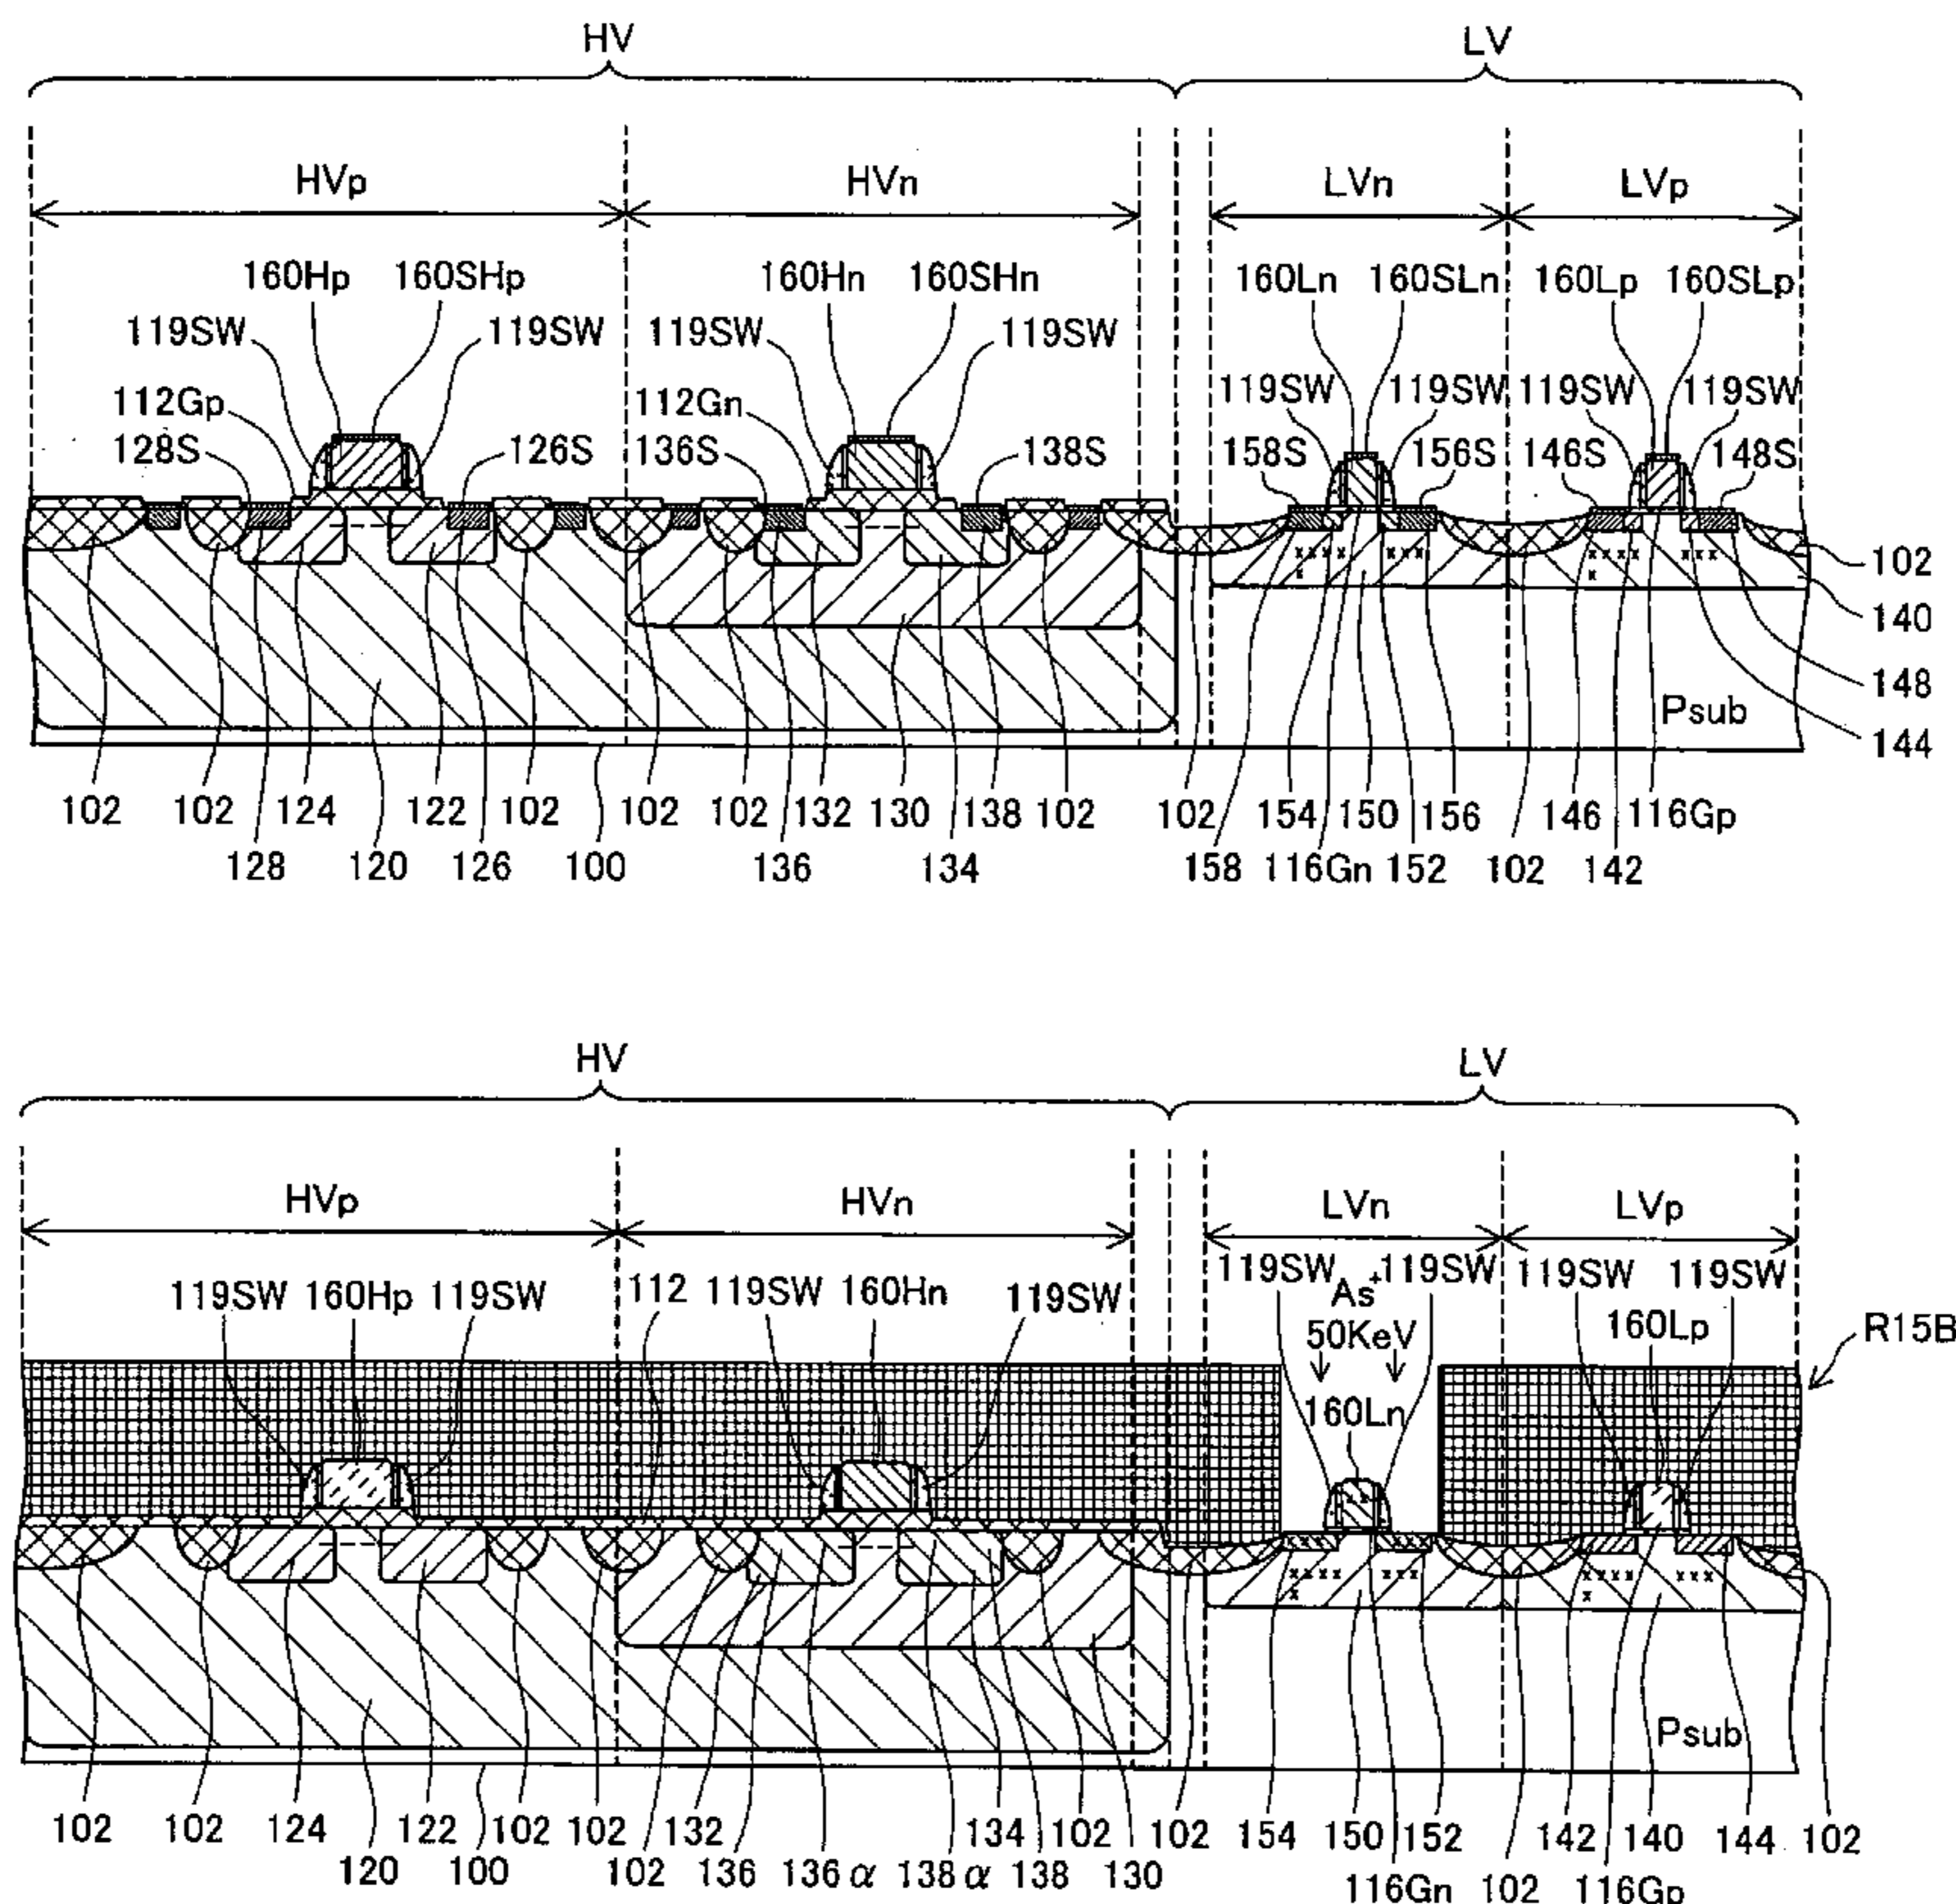 HV LV
HVp HVn LVn LVp
160Hp 160SHp 160Hn 160SHn 160Ln 160SLn 160Lp 160SLp
119SW 119SW 119SW 119SW
119SW 119SW 119SW 119SW
112Gp 112Gn
128S 126S 136S 138S 158S 156S 146S 148S
102
140
148
Psub
144
102 102 124 122 102 102 102 132 130 138 102 102 154 150 156 146 116Gp
128 120 126 100 136 134 158 116Gn 152 102 142
HV LV
HVp HVn LVn LVp
119SW 160Hp 119SW 112 119SW 160Hn 119SW 119SW As+ 119SW 119SW 119SW
50KeV 160Lp R15B
160Ln
Psub
102 102 124 122 102 102 132 134 102 102 154 150 152 142 140 144 102
120 100 102 136 136α 138α 138 130 116Gn 102 116Gp